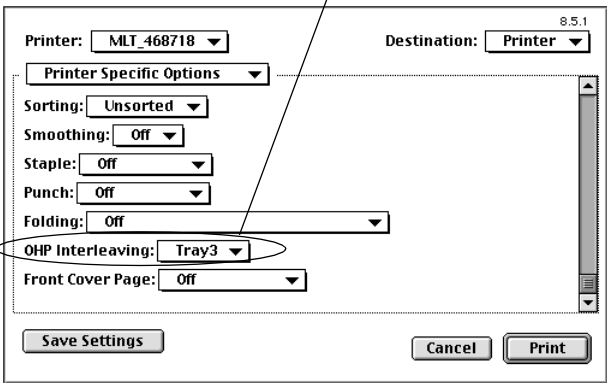 8.5.1
Printer: MLT_468718 Destination: Printer
Printer Specific Options
Sorting: Unsorted
Smoothing: Off
Staple: Off
Punch: Off
Folding: Off
OHP Interleaving: Tray3
Front Cover Page: Off
Save Settings Cancel Print